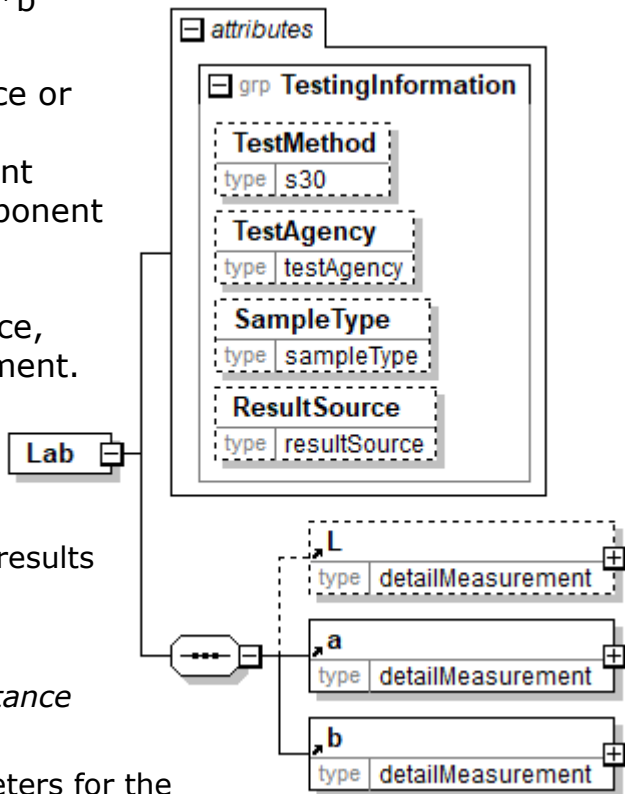 b
attributes
ce or
grp TestingInformation
TestMethod
nt
type s30
ponent
TestAgency
type testAgency
ce,
SampleType
type sampleType
ment.
ResultSource
type resultSource
Lab
L
results
type detailMeasurement
a
type detailMeasurement
tance
b
type detailMeasurement
eters for the